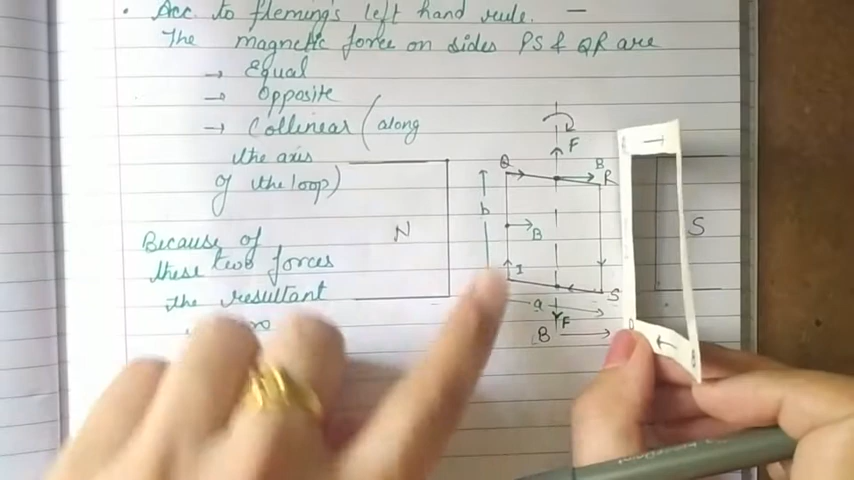 • Acc. to fleming's left hand rule. —
The magnetic force on sides PS & QR are
→ Equal
→ Opposite
→ Collinear (along
the axis
of the loop)
Because of
these two forces
the resultant
N
S
Q
F
B
R
b
B
I
S
a
F
B